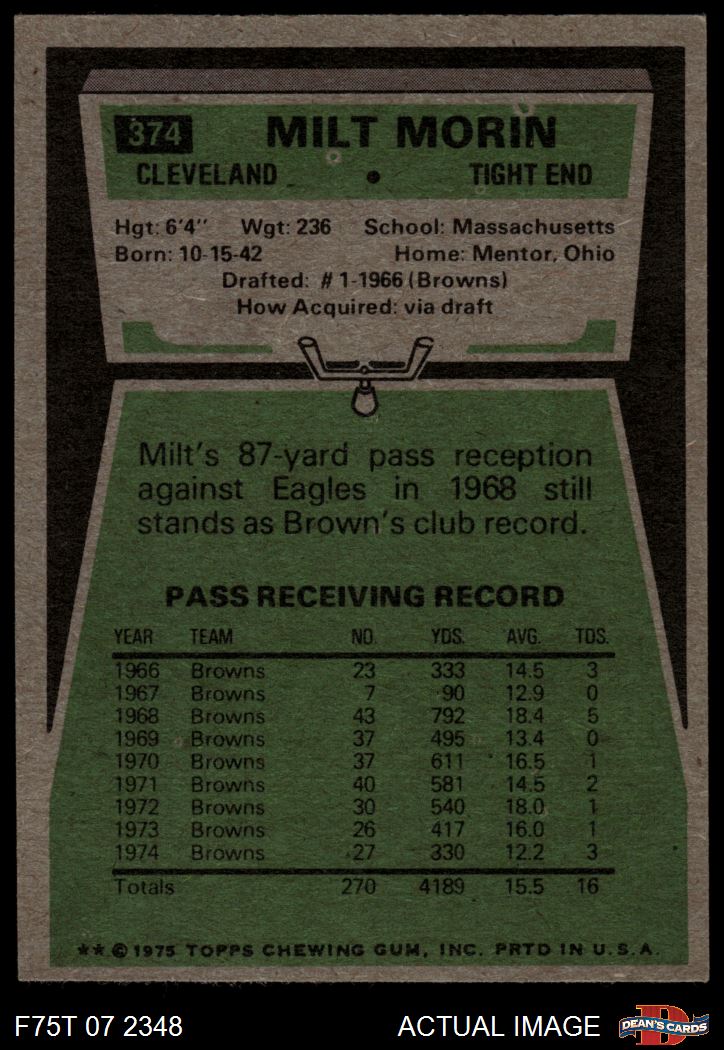 374 MILT MORIN
CLEVELAND • TIGHT END
Hgt: 6'4" Wgt: 236 School: Massachusetts
Born: 10-15-42 Home: Mentor, Ohio
Drafted: #1-1966 (Browns)
How Acquired: via draft
Milt's 87-yard pass reception
against Eagles in 1968 still
stands as Brown's club record.
PASS RECEIVING RECORD
YEAR TEAM NO. YDS. AVG. TDS.
1966 Browns 23 333 14.5 3
1967 Browns 7 90 12.9 0
1968 Browns 43 792 18.4 5
1969 Browns 37 495 13.4 0
1970 Browns 37 611 16.5 1
1971 Browns 40 581 14.5 2
1972 Browns 30 540 18.0 1
1973 Browns 26 417 16.0 1
1974 Browns 27 330 12.2 3
Totals 270 4189 15.5 16
**© 1975 TOPPS CHEWING GUM, INC. PRTD IN U.S.A.
F75T 07 2348 ACTUAL IMAGE D DEAN'S CARDS